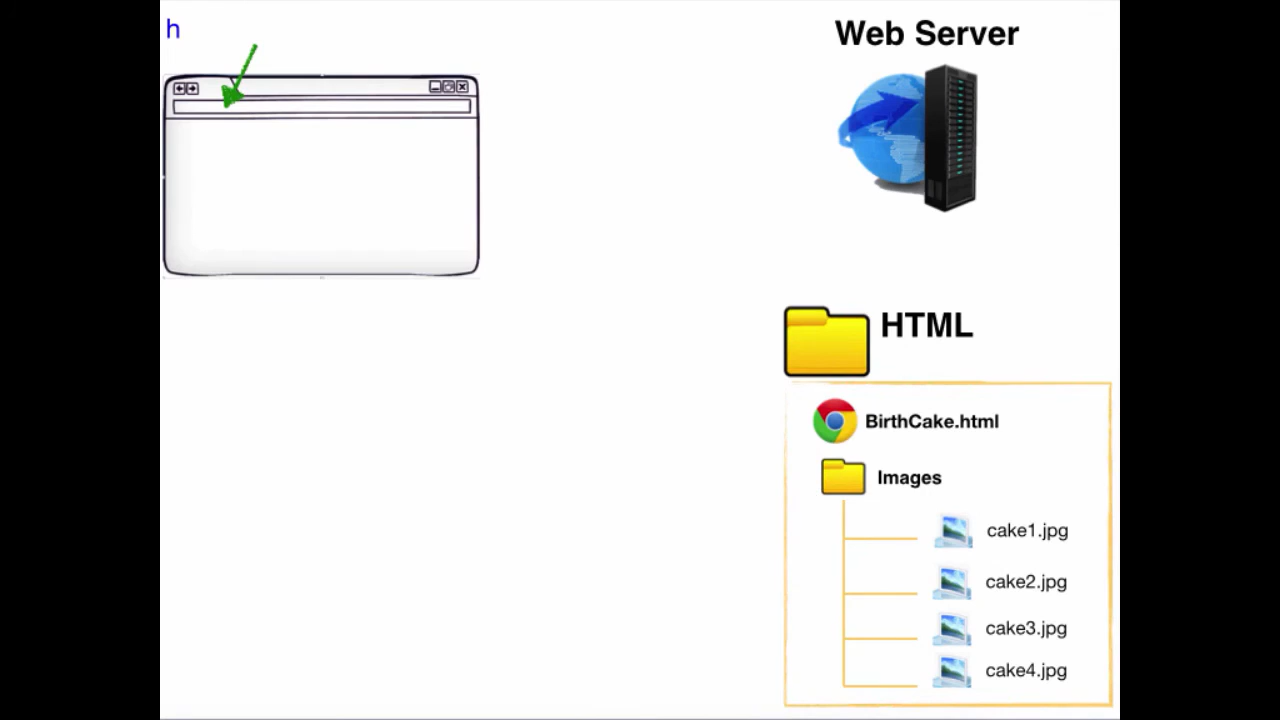 h
Web Server
HTML
BirthCake.html
Images
cake1.jpg
cake2.jpg
cake3.jpg
cake4.jpg